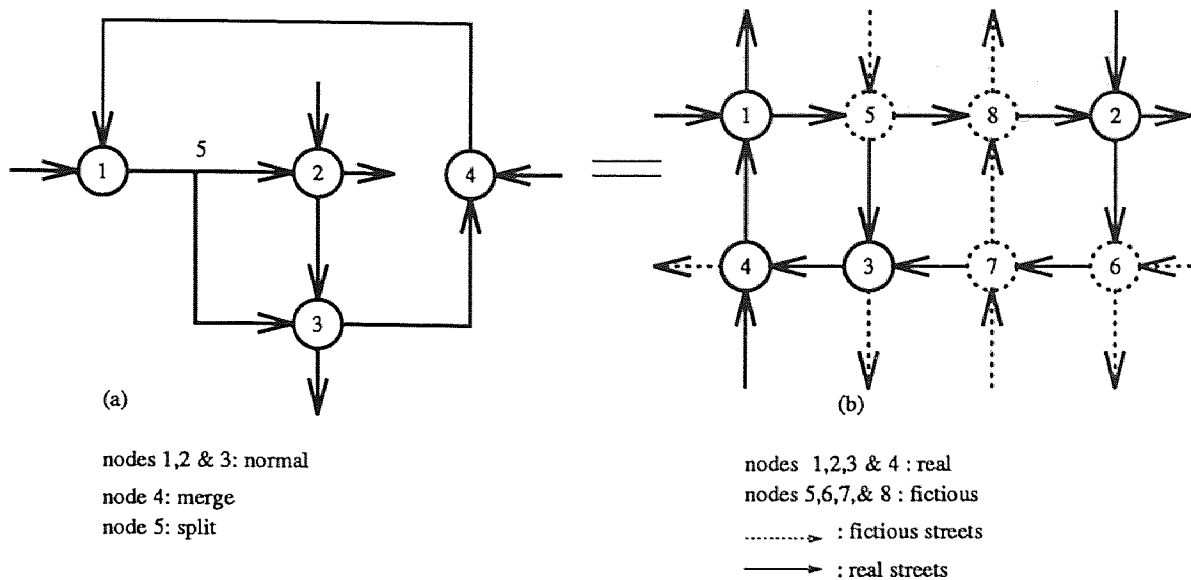 5
1
2
4
3
(a)
nodes 1,2 & 3: normal
node 4: merge
node 5: split
1
5
8
2
4
3
7
6
(b)
nodes 1,2,3 & 4 : real
nodes 5,6,7,& 8 : fictious
: fictious streets
: real streets